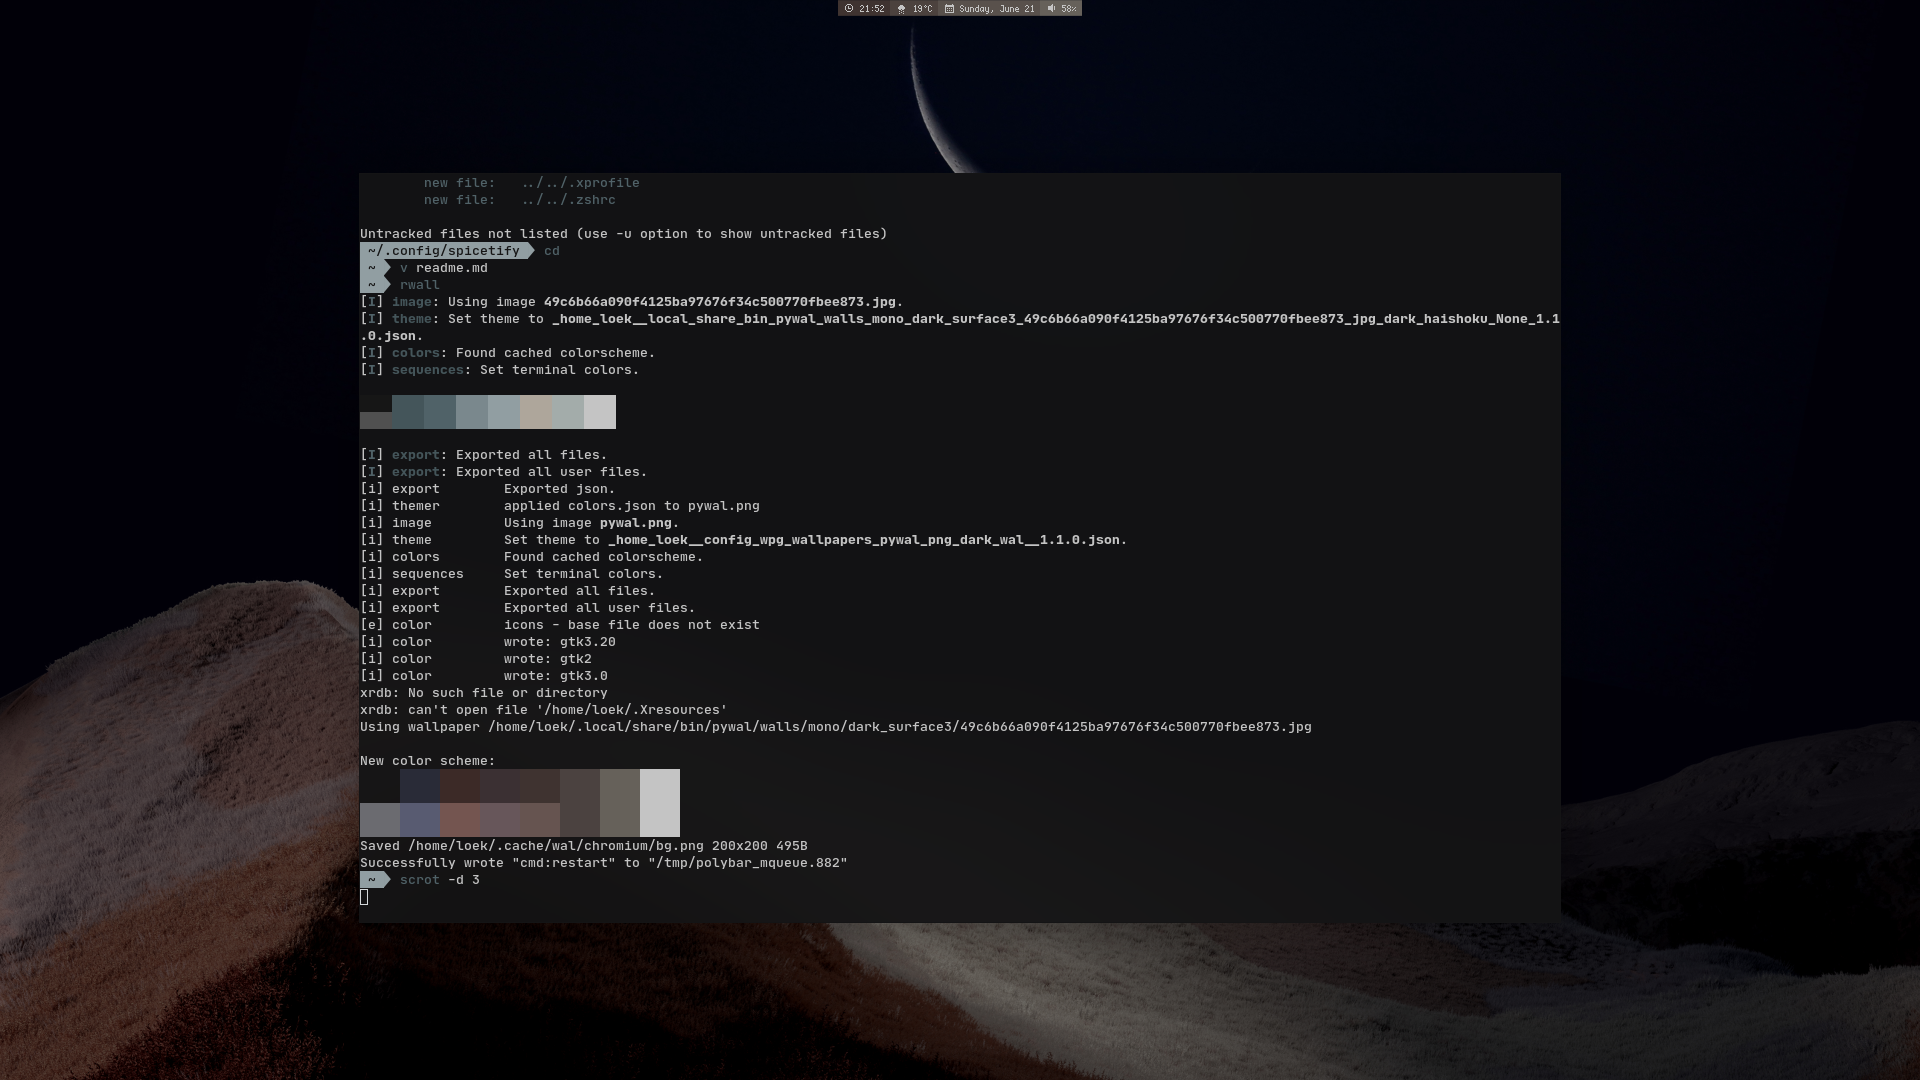 21:52 19°C Sunday, June 21 58%
new file:   ../../.xprofile
new file:   ../../.zshrc
Untracked files not listed (use -u option to show untracked files)
~/.config/spicetify cd
~ v readme.md
~ rwall
[I] image: Using image 49c6b66a090f4125ba97676f34c500770fbee873.jpg.
[I] theme: Set theme to _home_loek__local_share_bin_pywal_walls_mono_dark_surface3_49c6b66a090f4125ba97676f34c500770fbee873_jpg_dark_haishoku_None_1.1
.0.json.
[I] colors: Found cached colorscheme.
[I] sequences: Set terminal colors.
[I] export: Exported all files.
[I] export: Exported all user files.
[i] export        Exported json.
[i] themer        applied colors.json to pywal.png
[i] image         Using image pywal.png.
[i] theme         Set theme to _home_loek__config_wpg_wallpapers_pywal_png_dark_wal__1.1.0.json.
[i] colors        Found cached colorscheme.
[i] sequences     Set terminal colors.
[i] export        Exported all files.
[i] export        Exported all user files.
[e] color         icons - base file does not exist
[i] color         wrote: gtk3.20
[i] color         wrote: gtk2
[i] color         wrote: gtk3.0
xrdb: No such file or directory
xrdb: can't open file '/home/loek/.Xresources'
Using wallpaper /home/loek/.local/share/bin/pywal/walls/mono/dark_surface3/49c6b66a090f4125ba97676f34c500770fbee873.jpg
New color scheme:
Saved /home/loek/.cache/wal/chromium/bg.png 200x200 495B
Successfully wrote "cmd:restart" to "/tmp/polybar_mqueue.882"
~ scrot -d 3